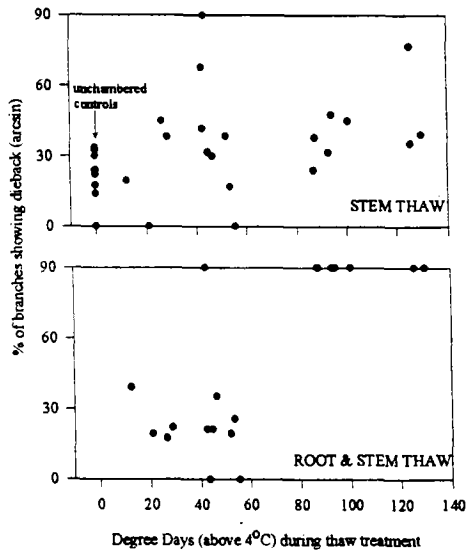 90
60
30
0
unchambered
controls
STEM THAW
% of branches showing dieback (arcsin)
90
60
30
0
ROOT & STEM THAW
0 20 40 60 80 100 120 140
Degree Days (above 4°C) during thaw treatment